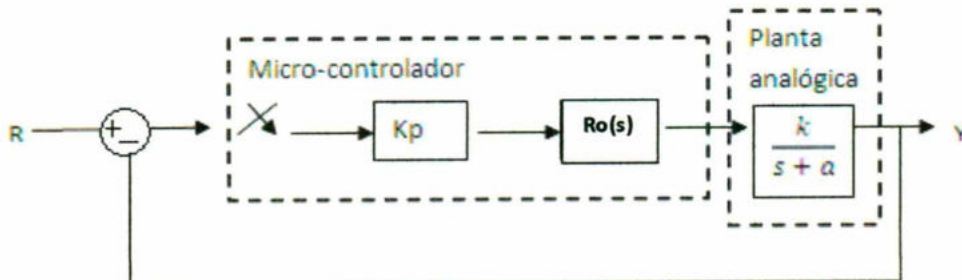 Planta
analógica
Micro-controlador
R
+
−
Kp
Ro(s)
k
s + a
Y